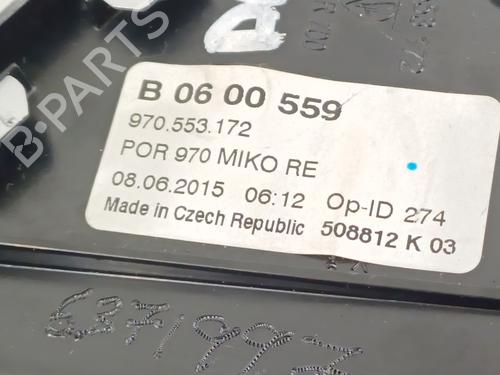 B 06 00 559
970.553.172
POR 970 MIKO RE
08.06.2015 06:12 Op-ID 274
Made in Czech Republic 508812 K 03
6371997
B-PARTS